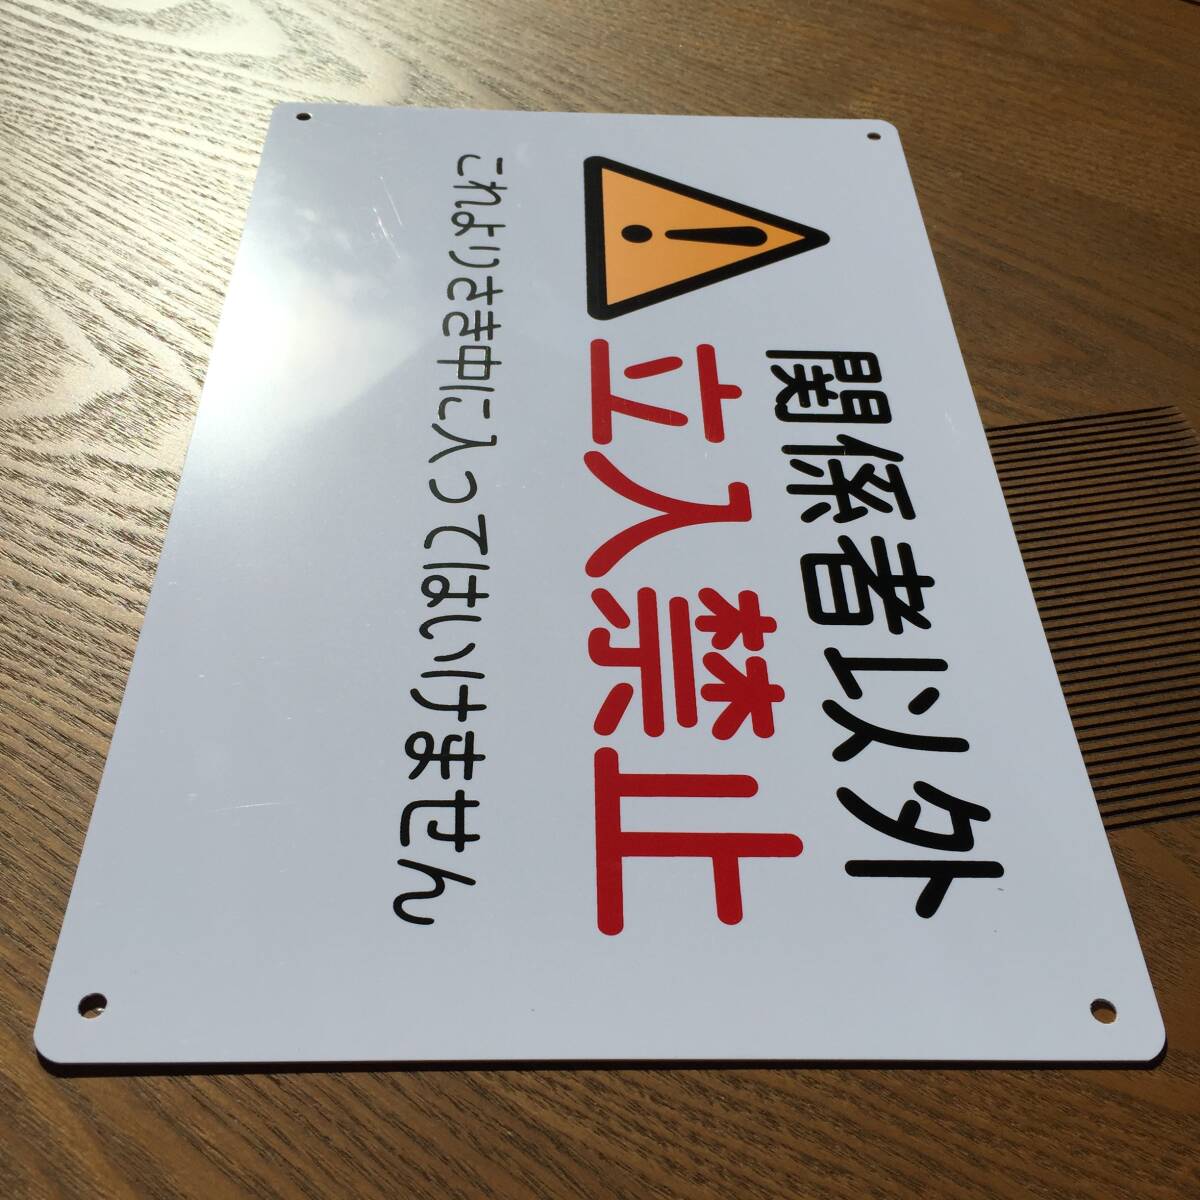 関係者以外
立入禁止
これよりさき中に入ってはいけません